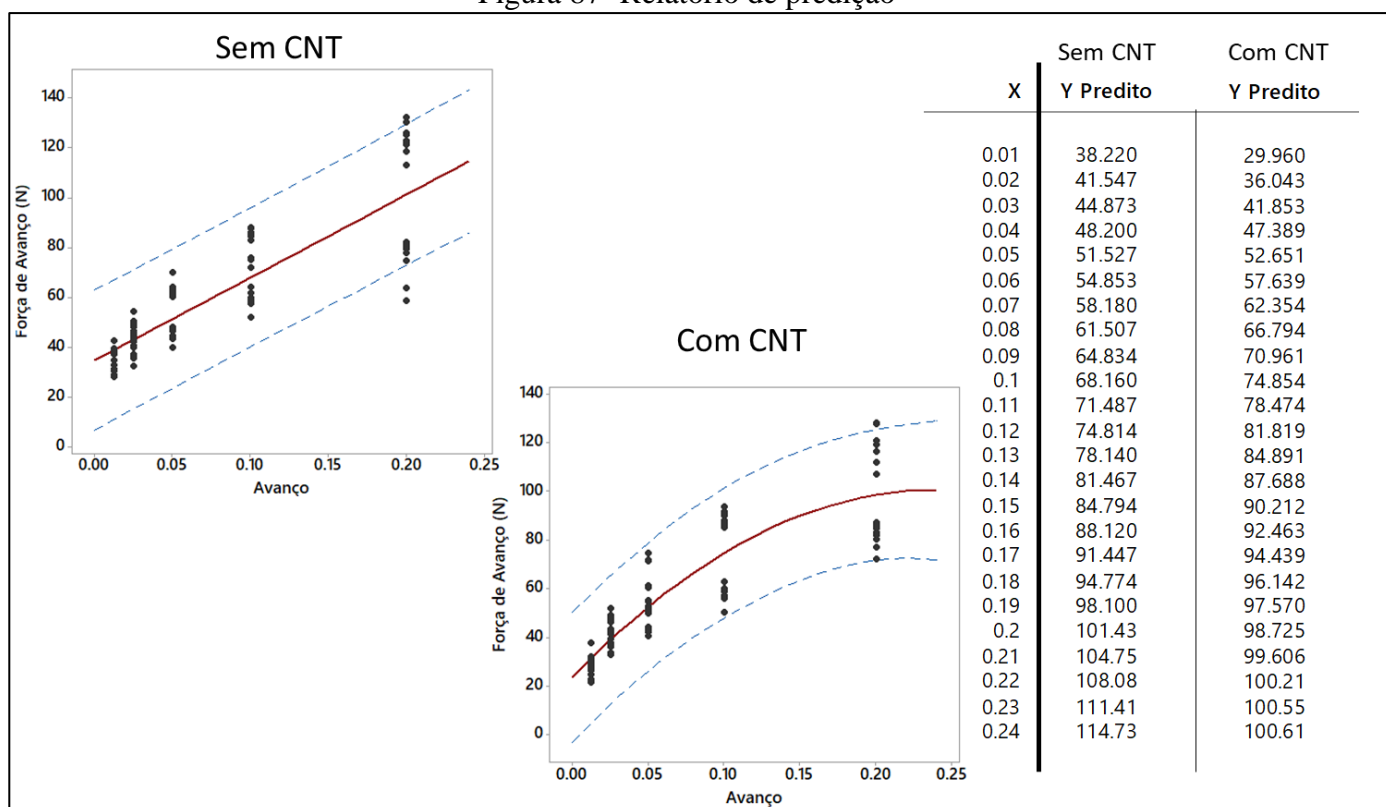 Figura 87- Relatório de predição
Sem CNT
140
120
100
80
60
40
20
0
Força de Avanço (N)
0.00 0.05 0.10 0.15 0.20 0.25
Avanço
Com CNT
140
120
100
80
60
40
20
0
Força de Avanço (N)
0.00 0.05 0.10 0.15 0.20 0.25
Avanço
Sem CNT Com CNT
X Y Predito Y Predito
0.01 38.220 29.960
0.02 41.547 36.043
0.03 44.873 41.853
0.04 48.200 47.389
0.05 51.527 52.651
0.06 54.853 57.639
0.07 58.180 62.354
0.08 61.507 66.794
0.09 64.834 70.961
0.1 68.160 74.854
0.11 71.487 78.474
0.12 74.814 81.819
0.13 78.140 84.891
0.14 81.467 87.688
0.15 84.794 90.212
0.16 88.120 92.463
0.17 91.447 94.439
0.18 94.774 96.142
0.19 98.100 97.570
0.2 101.43 98.725
0.21 104.75 99.606
0.22 108.08 100.21
0.23 111.41 100.55
0.24 114.73 100.61